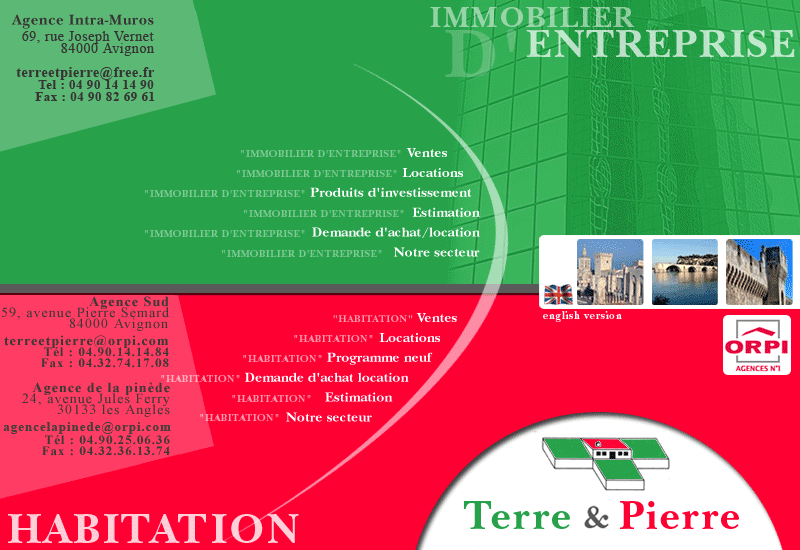 Agence Intra-Muros
69, rue Joseph Vernet
84000 Avignon
terreetpierre@free.fr
Tel : 04 90 14 14 90
Fax : 04 90 82 69 61
IMMOBILIER
D'ENTREPRISE
"IMMOBILIER D'ENTREPRISE" Ventes
"IMMOBILIER D'ENTREPRISE" Locations
"IMMOBILIER D'ENTREPRISE" Produits d'investissement
"IMMOBILIER D'ENTREPRISE" Estimation
"IMMOBILIER D'ENTREPRISE" Demande d'achat/location
"IMMOBILIER D'ENTREPRISE" Notre secteur
english version
ORPI
AGENCES N°1
Agence Sud
59, avenue Pierre Semard
84000 Avignon
terreetpierre@orpi.com
Tél : 04.90.14.14.84
Fax : 04.32.74.17.08
Agence de la pinède
24, avenue Jules Ferry
30133 les Angles
agencelapinede@orpi.com
Tél : 04.90.25.06.36
Fax : 04.32.36.13.74
"HABITATION" Ventes
"HABITATION" Locations
"HABITATION" Programme neuf
"HABITATION" Demande d'achat location
"HABITATION" Estimation
"HABITATION" Notre secteur
HABITATION
Terre & Pierre